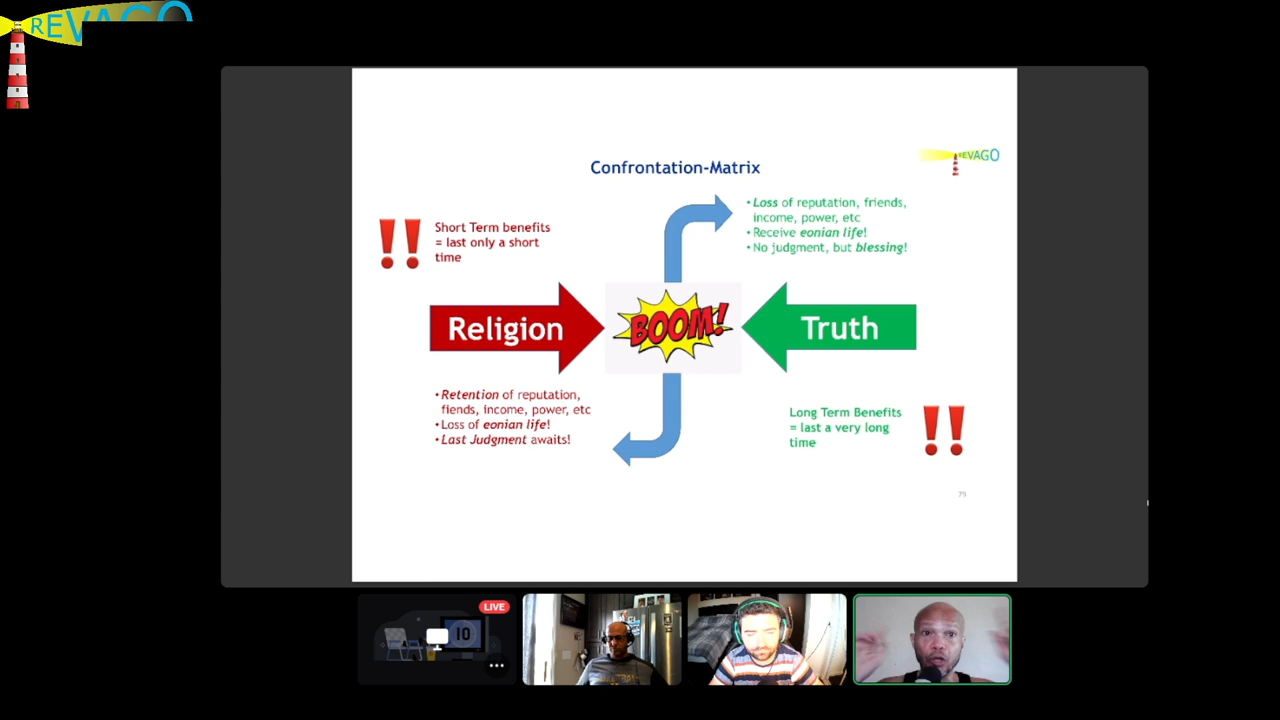 REVAGO
Confrontation-Matrix
REVAGO
Short Term benefits
= last only a short
time
•Loss of reputation, friends,
income, power, etc
•Receive eonian life!
•No judgment, but blessing!
Religion
BOOM!
Truth
•Retention of reputation,
fiends, income, power, etc
•Loss of eonian life!
•Last Judgment awaits!
Long Term Benefits
= last a very long
time
79
LIVE
10